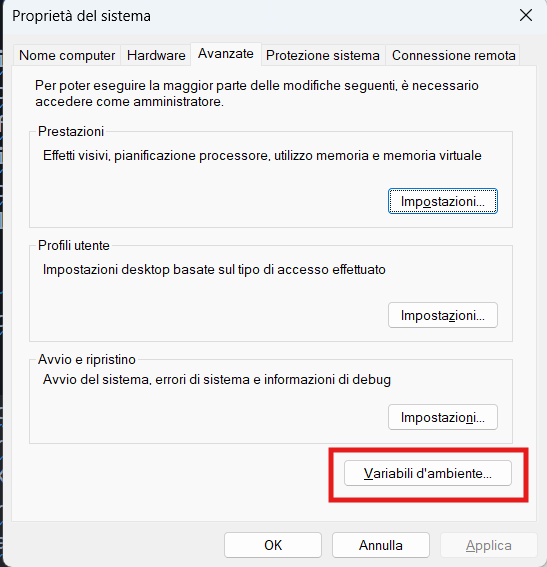 Proprietà del sistema
Nome computer
Hardware
Avanzate
Protezione sistema
Connessione remota
Per poter eseguire la maggior parte delle modifiche seguenti, è necessario
accedere come amministratore.
Prestazioni
Effetti visivi, pianificazione processore, utilizzo memoria e memoria virtuale
Impostazioni...
Profili utente
Impostazioni desktop basate sul tipo di accesso effettuato
Impostazioni...
Avvio e ripristino
Avvio del sistema, errori di sistema e informazioni di debug
Impostazioni...
Variabili d'ambiente...
OK
Annulla
Applica